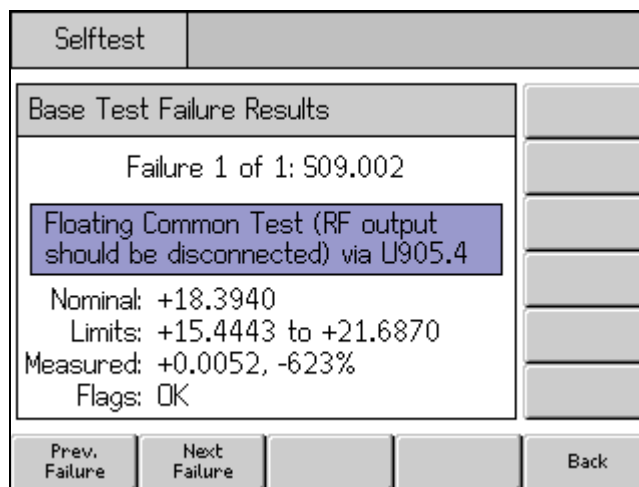 Selftest
Base Test Failure Results
Failure 1 of 1: S09.002
Floating Common Test (RF output
should be disconnected) via U905.4
Nominal: +18.3940
Limits: +15.4443 to +21.6870
Measured: +0.0052, -623%
Flags: OK
Prev.
Failure
Next
Failure
Back